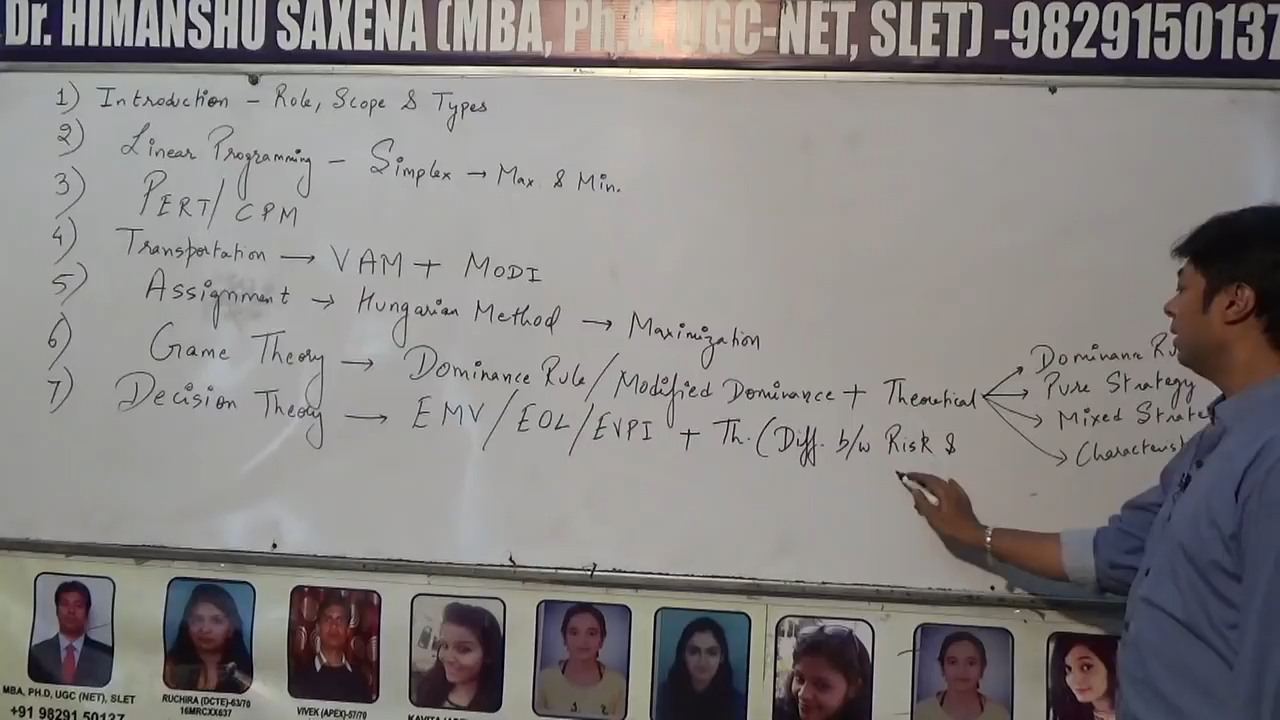 Dr. HIMANSHU SAXENA (MBA, Ph.D, UGC-NET, SLET) -9829150137
1) Introduction - Role, Scope & Types
2) Linear Programming - Simplex → Max & Min.
3) PERT/CPM
4) Transportation → VAM + MODI
5) Assignment → Hungarian Method → Maximization
6) Game Theory → Dominance Rule/Modified Dominance + Theoretical
Dominance Ru
Pure Strategy
Mixed Strate
Characterist
7) Decision Theory → EMV/EOL/EVPI + Th. (Diff. b/w Risk &
MBA, PH.D, UGC (NET), SLET
+91 98291 50137
RUCHIRA (DCTE)-63/70
16MRCXX637
VIVEK (APEX)-57/70